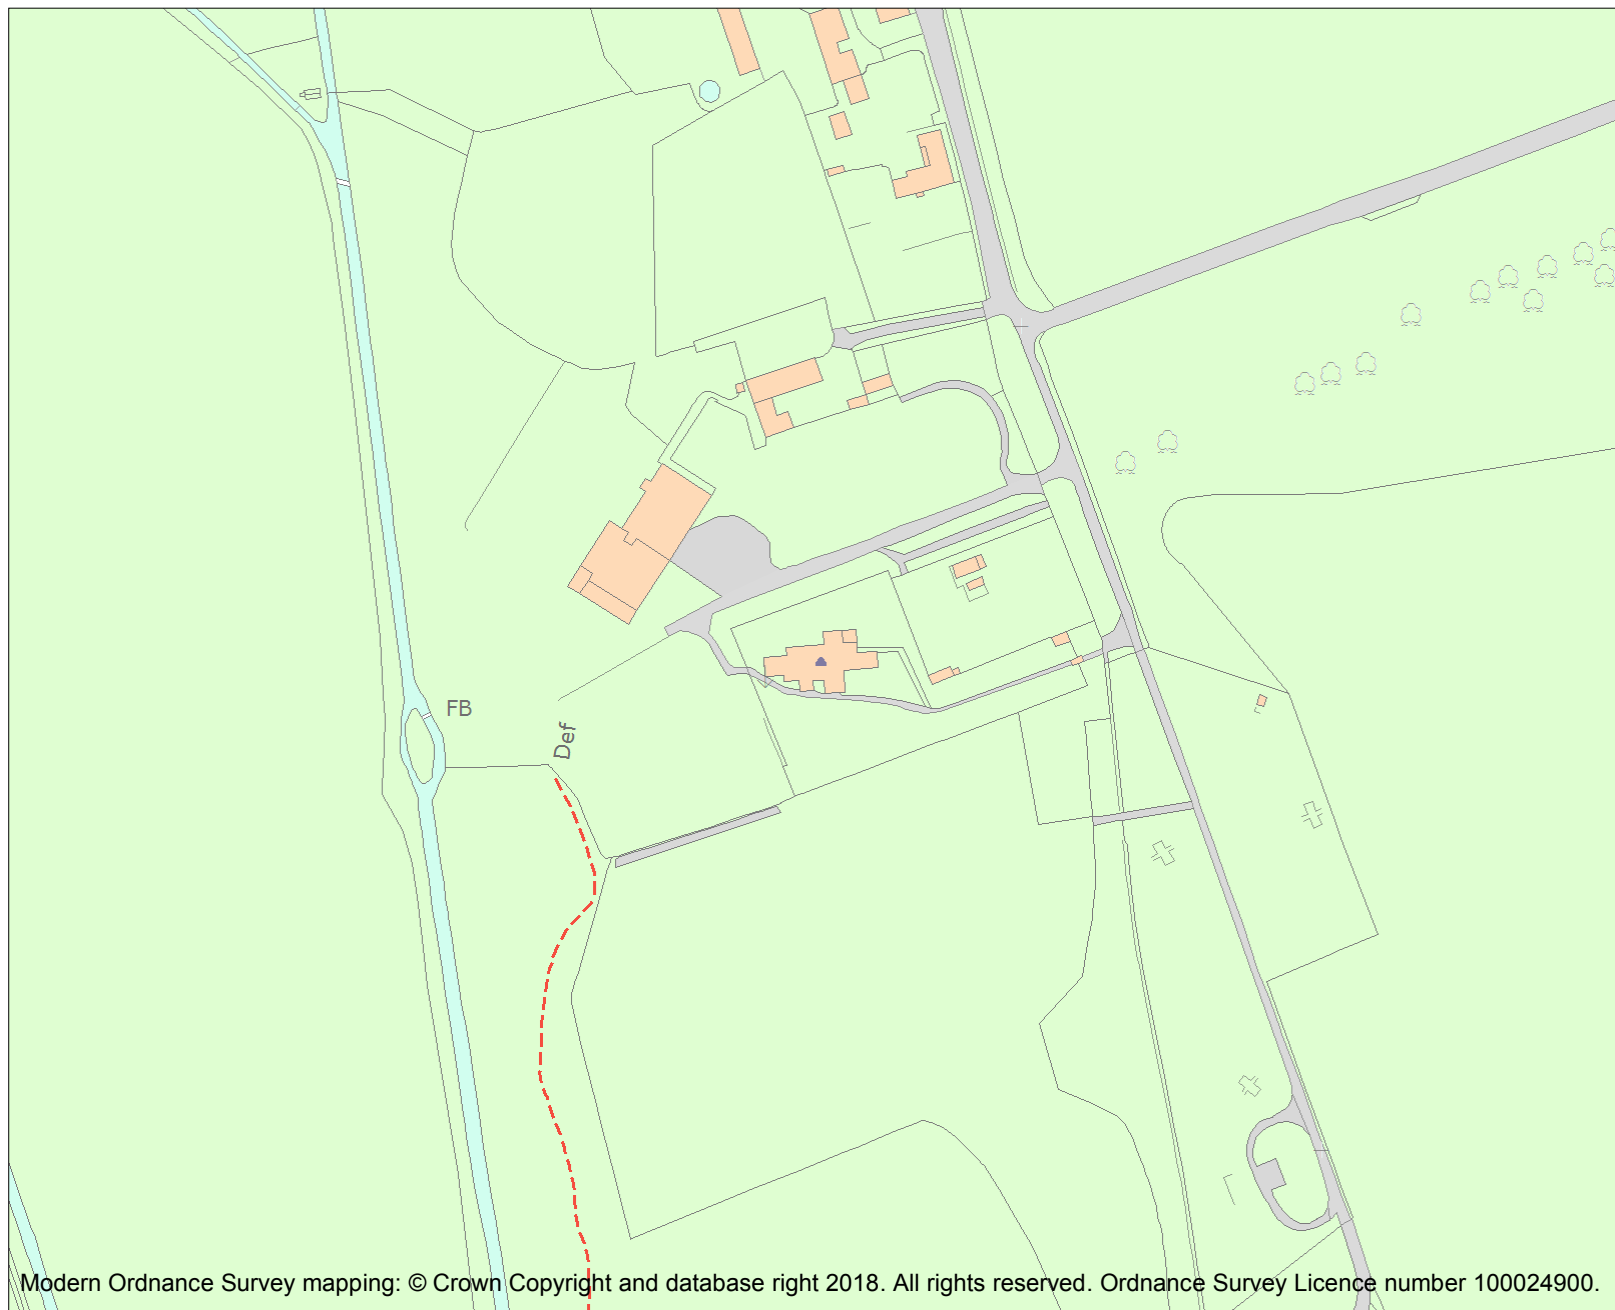 FB
Def
Modern Ordnance Survey mapping: © Crown Copyright and database right 2018. All rights reserved. Ordnance Survey Licence number 100024900.